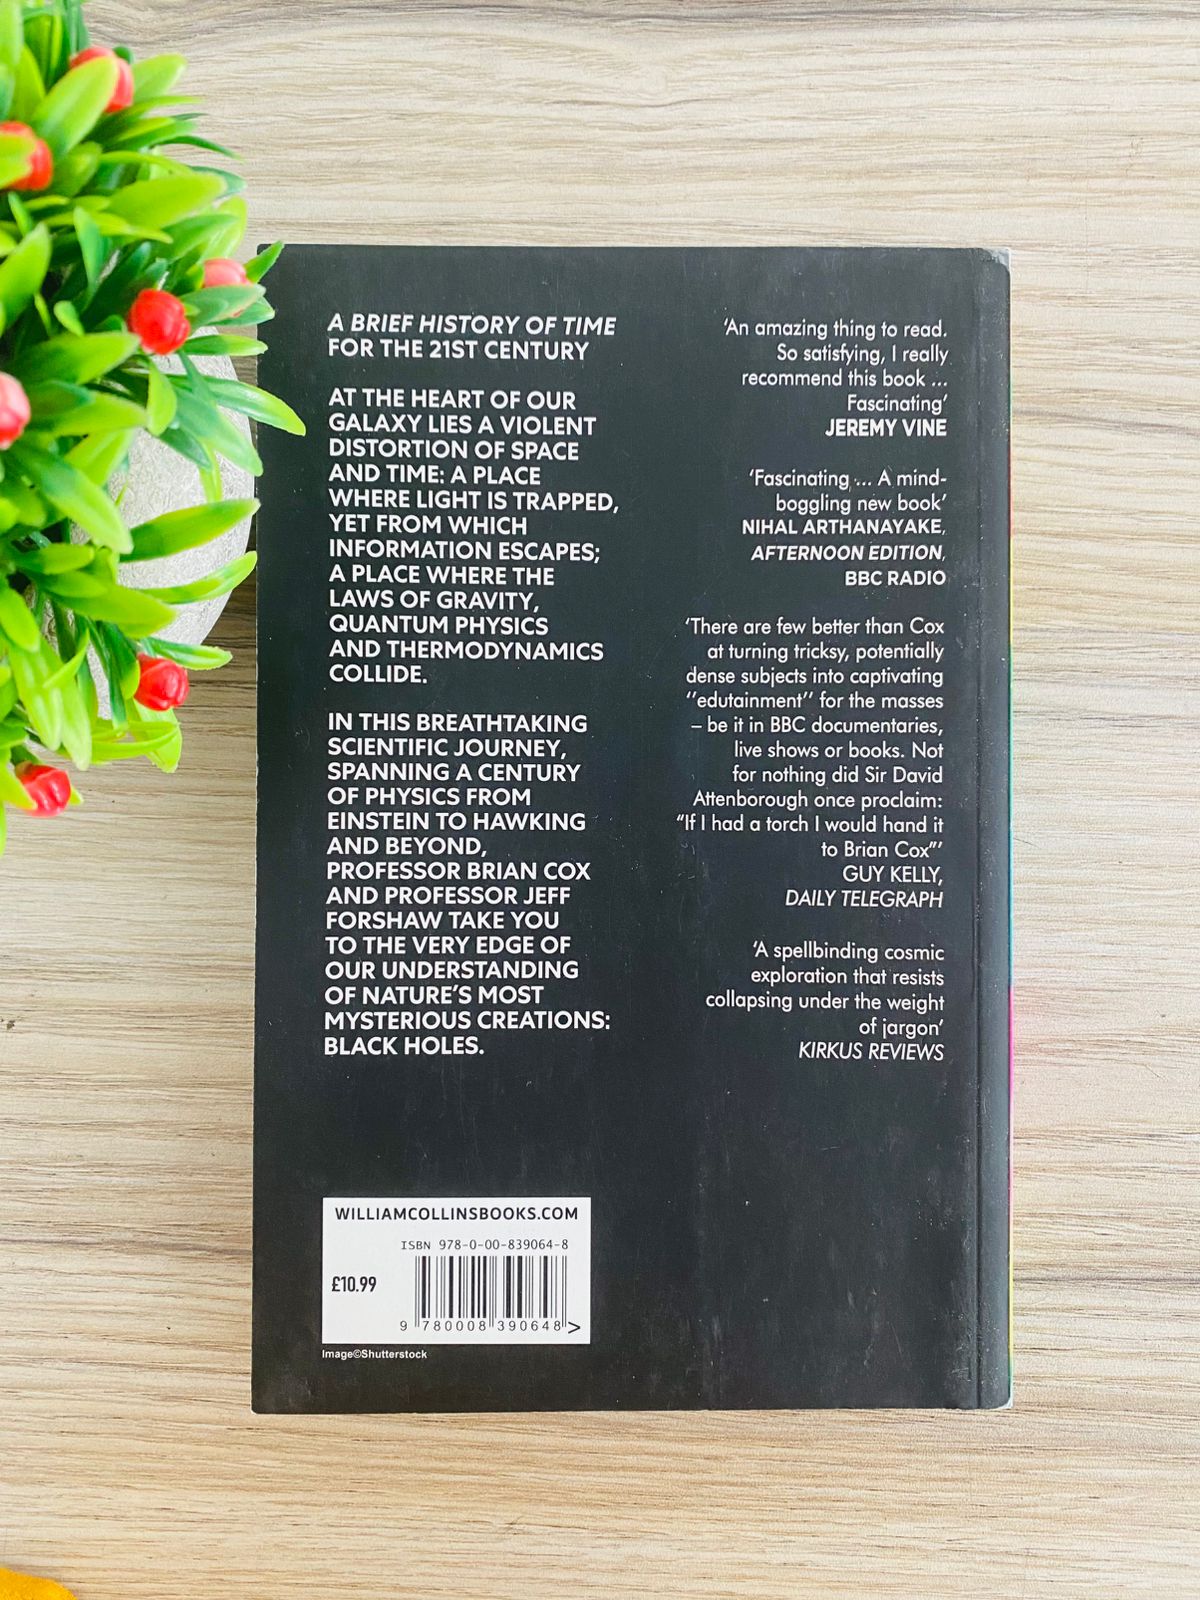 A BRIEF HISTORY OF TIME
FOR THE 21ST CENTURY
AT THE HEART OF OUR
GALAXY LIES A VIOLENT
DISTORTION OF SPACE
AND TIME: A PLACE
WHERE LIGHT IS TRAPPED,
YET FROM WHICH
INFORMATION ESCAPES;
A PLACE WHERE THE
LAWS OF GRAVITY,
QUANTUM PHYSICS
AND THERMODYNAMICS
COLLIDE.
IN THIS BREATHTAKING
SCIENTIFIC JOURNEY,
SPANNING A CENTURY
OF PHYSICS FROM
EINSTEIN TO HAWKING
AND BEYOND,
PROFESSOR BRIAN COX
AND PROFESSOR JEFF
FORSHAW TAKE YOU
TO THE VERY EDGE OF
OUR UNDERSTANDING
OF NATURE'S MOST
MYSTERIOUS CREATIONS:
BLACK HOLES.
'An amazing thing to read.
So satisfying, I really
recommend this book ...
Fascinating'
JEREMY VINE
'Fascinating ... A mind-
boggling new book'
NIHAL ARTHANAYAKE,
AFTERNOON EDITION,
BBC RADIO
'There are few better than Cox
at turning tricksy, potentially
dense subjects into captivating
''edutainment'' for the masses
– be it in BBC documentaries,
live shows or books. Not
for nothing did Sir David
Attenborough once proclaim:
"If I had a torch I would hand it
to Brian Cox"'
GUY KELLY,
DAILY TELEGRAPH
'A spellbinding cosmic
exploration that resists
collapsing under the weight
of jargon'
KIRKUS REVIEWS
WILLIAMCOLLINSBOOKS.COM
ISBN 978-0-00-839064-8
£10.99
9 780008 390648 >
Image©Shutterstock